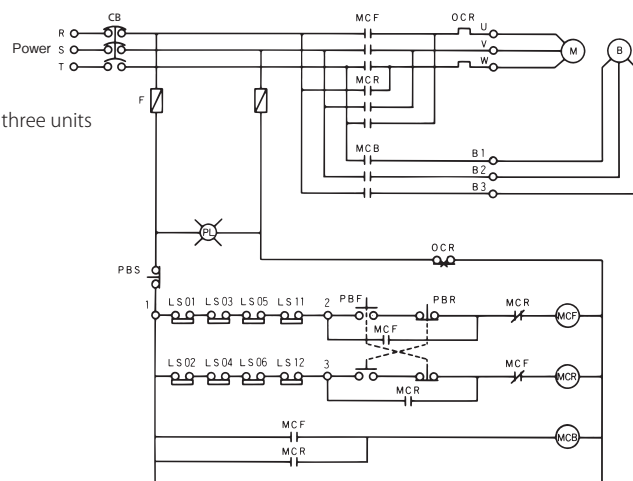 CB
MCF
OCR
U
R
Power S
V
M
B
T
W
MCR
F
three units
MCB
B1
B2
B3
PL
OCR
PBS
1
LS01 LS03 LS05 LS11 2 PBF PBR MCR
MCF
MCF
LS02 LS04 LS06 LS12 3 MCF
MCR
MCR
MCF
MCB
MCR